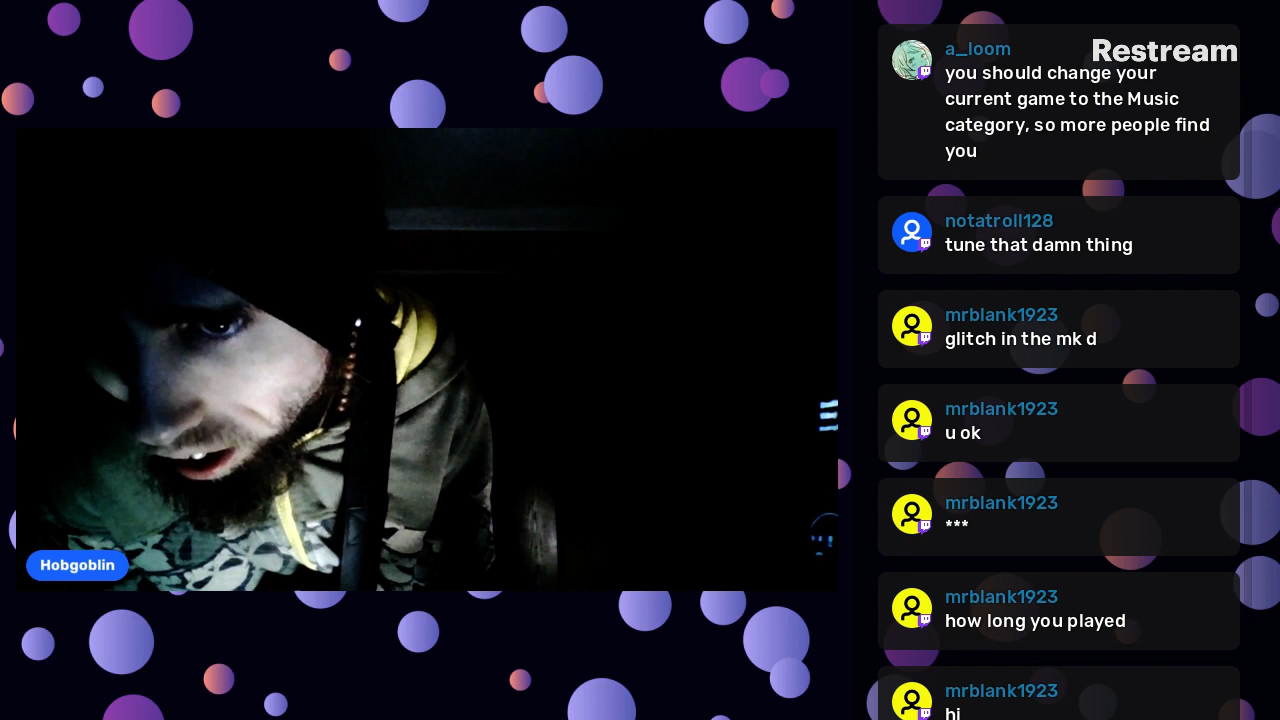 Restream
a_loom
you should change your
current game to the Music
category, so more people find
you
notatroll128
tune that damn thing
mrblank1923
glitch in the mk d
mrblank1923
u ok
mrblank1923
***
mrblank1923
how long you played
mrblank1923
hi
Hobgoblin